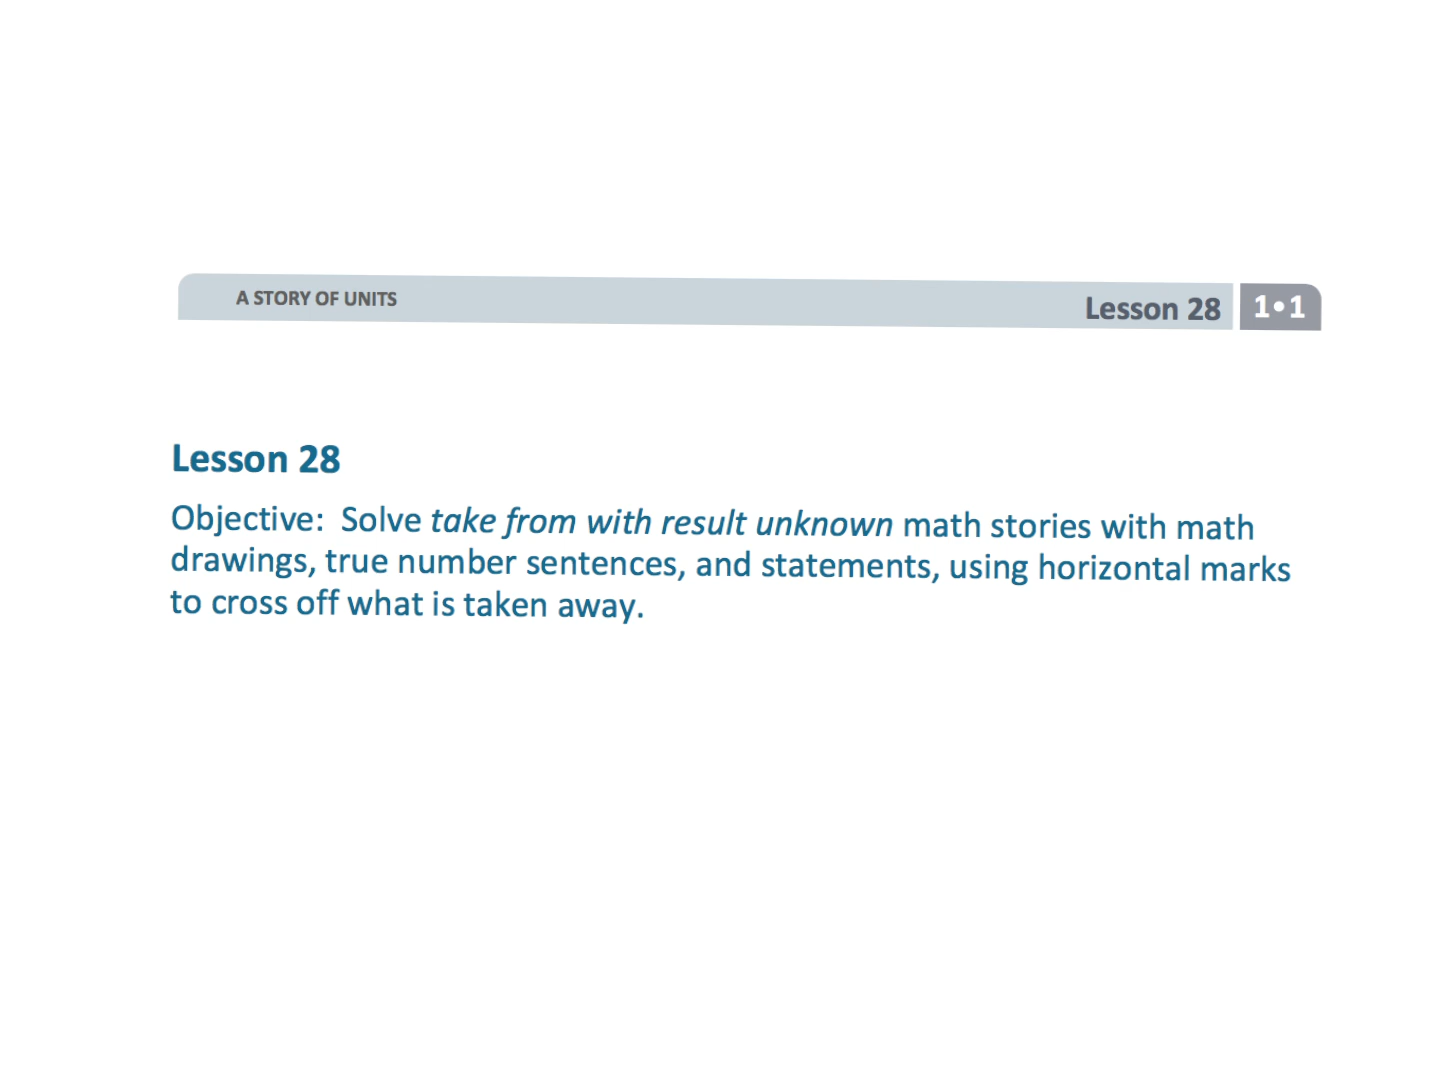 A STORY OF UNITS
Lesson 28
1•1
Lesson 28
Objective:  Solve take from with result unknown math stories with math
drawings, true number sentences, and statements, using horizontal marks
to cross off what is taken away.